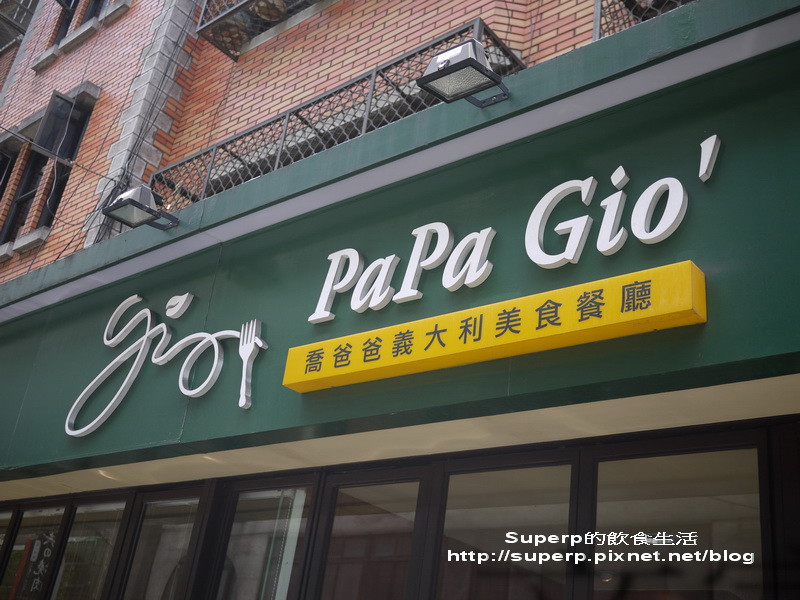 PaPa Gio'
gio
喬爸爸義大利美食餐廳
Superp的飲食生活
http://superp.pixnet.net/blog